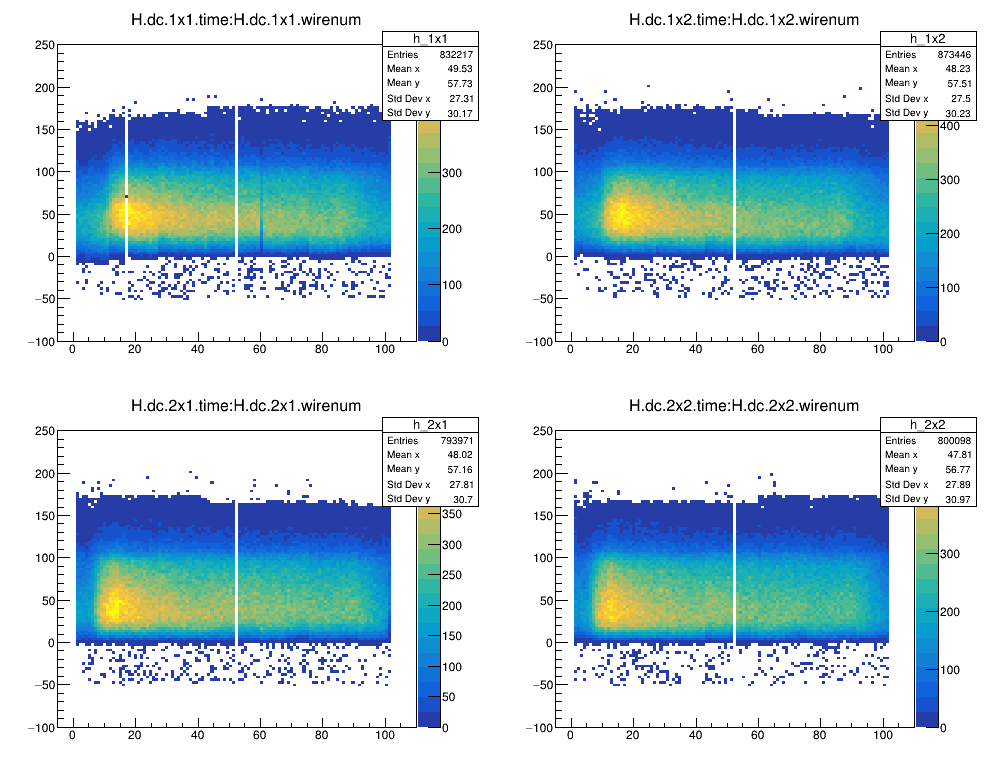 H.dc.1x1.time:H.dc.1x1.wirenum
h_1x1
Entries 832217
Mean x 49.53
Mean y 57.73
Std Dev x 27.31
Std Dev y 30.17
250
200
150
100
50
0
−50
−100
0 20 40 60 80 100
300
200
100
0
H.dc.1x2.time:H.dc.1x2.wirenum
h_1x2
Entries 873446
Mean x 48.23
Mean y 57.51
Std Dev x 27.5
Std Dev y 30.23
250
200
150
100
50
0
−50
−100
0 20 40 60 80 100
400
300
200
100
0
H.dc.2x1.time:H.dc.2x1.wirenum
h_2x1
Entries 793971
Mean x 48.02
Mean y 57.16
Std Dev x 27.81
Std Dev y 30.7
250
200
150
100
50
0
−50
−100
0 20 40 60 80 100
350
300
250
200
150
100
50
0
H.dc.2x2.time:H.dc.2x2.wirenum
h_2x2
Entries 800098
Mean x 47.81
Mean y 56.77
Std Dev x 27.89
Std Dev y 30.97
250
200
150
100
50
0
−50
−100
0 20 40 60 80 100
300
200
100
0